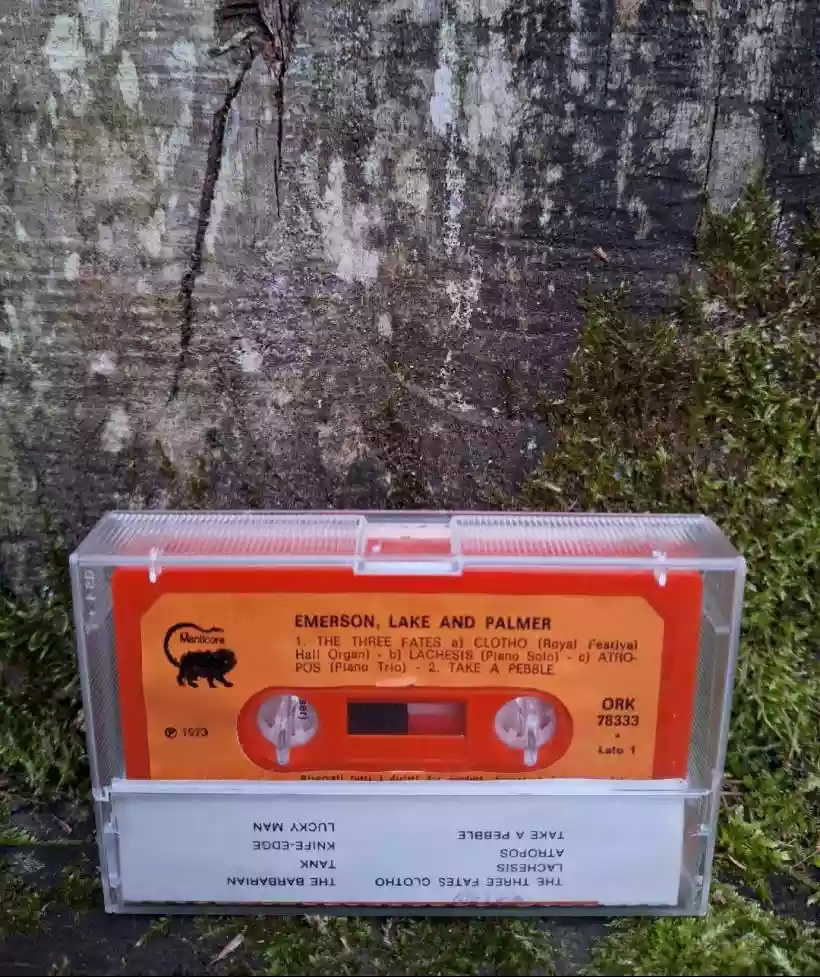 EMERSON, LAKE AND PALMER
Manticore
1. THE THREE FATES a) CLOTHO (Royal Festival
Hall Organ) - b) LACHESIS (Piano Solo) - c) ATRO-
POS (Piano Trio) - 2. TAKE A PEBBLE
ORK
78333
℗ 1973
Lato 1
LUCKY MAN
KNIFE-EDGE
TANK
THE BARBARIAN
TAKE A PEBBLE
ATROPOS
LACHESIS
THE THREE FATES CLOTHO